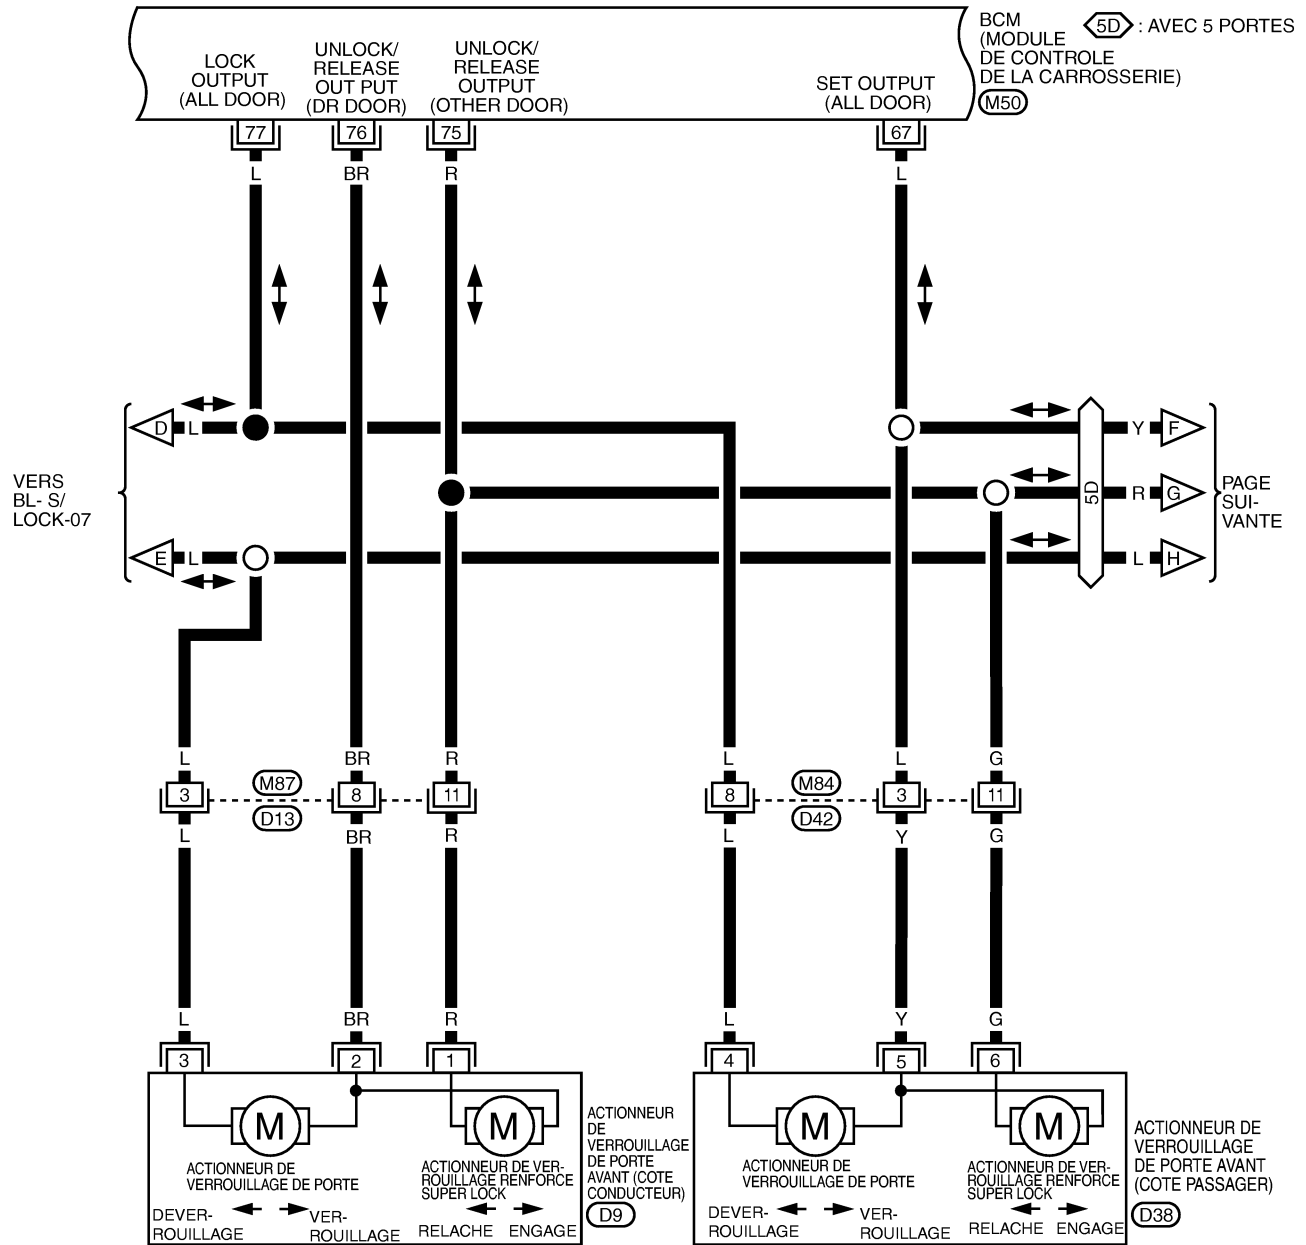 BCM
(MODULE
DE CONTROLE
DE LA CARROSSERIE)
M50
5D : AVEC 5 PORTES
LOCK
OUTPUT
(ALL DOOR)
UNLOCK/
RELEASE
OUT PUT
(DR DOOR)
UNLOCK/
RELEASE
OUTPUT
(OTHER DOOR)
SET OUTPUT
(ALL DOOR)
77 76 75 67
L BR R L
D L Y F
VERS
BL- S/
LOCK-07
5D
R G
PAGE
SUI-
VANTE
E L L H
L BR R L L G
3 M87 8 11 8 M84 3 11
D13 D42
L BR R L Y G
L BR R L Y G
3 2 1 4 5 6
M M M M
ACTIONNEUR DE
VERROUILLAGE DE PORTE
ACTIONNEUR DE VER-
ROUILLAGE RENFORCE
SUPER LOCK
DEVER-
ROUILLAGE
VER-
ROUILLAGE
RELACHE
ENGAGE
ACTIONNEUR
DE
VERROUILLAGE
DE PORTE
AVANT (COTE
CONDUCTEUR)
D9
ACTIONNEUR DE
VERROUILLAGE DE PORTE
ACTIONNEUR DE VER-
ROUILLAGE RENFORCE
SUPER LOCK
DEVER-
ROUILLAGE
VER-
ROUILLAGE
RELACHE
ENGAGE
ACTIONNEUR DE
VERROUILLAGE
DE PORTE AVANT
(COTE PASSAGER)
D38